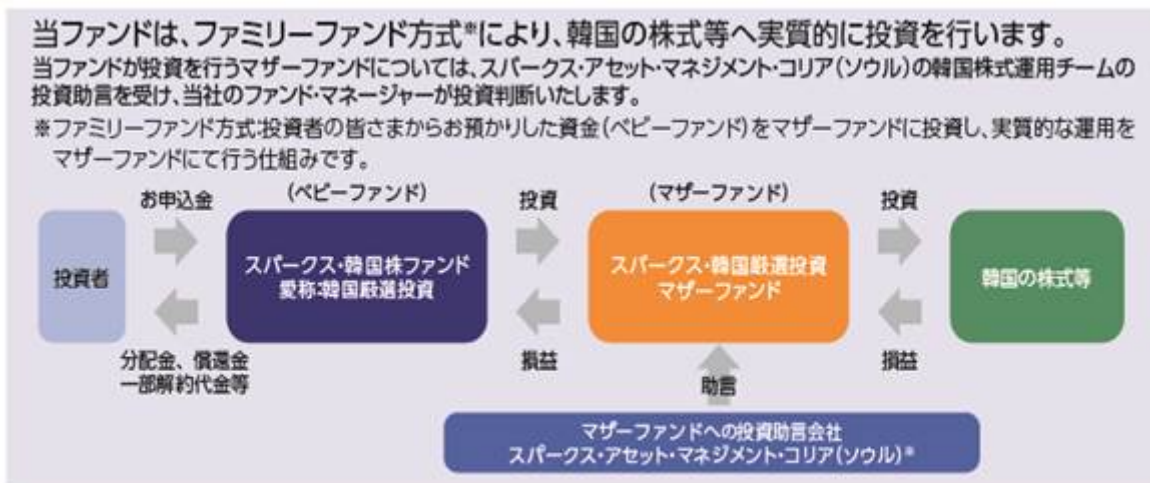 当ファンドは、ファミリーファンド方式※により、韓国の株式等へ実質的に投資を行います。
当ファンドが投資を行うマザーファンドについては、スパークス・アセット・マネジメント・コリア(ソウル)の韓国株式運用チームの
投資助言を受け、当社のファンド・マネージャーが投資判断いたします。
※ファミリーファンド方式:投資者の皆さまからお預かりした資金(ベビーファンド)をマザーファンドに投資し、実質的な運用を
マザーファンドにて行う仕組みです。
お申込金
(ベビーファンド)
投資
(マザーファンド)
投資
投資者
スパークス・韓国株ファンド
愛称:韓国厳選投資
スパークス・韓国厳選投資
マザーファンド
韓国の株式等
分配金、償還金
一部解約代金等
損益
助言
損益
マザーファンドへの投資助言会社
スパークス・アセット・マネジメント・コリア(ソウル)※